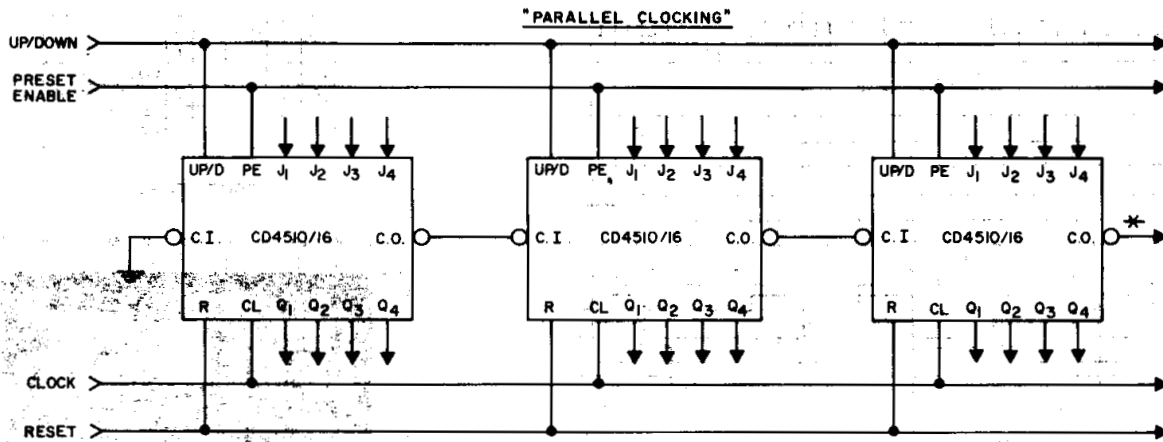 "PARALLEL CLOCKING"
UP/DOWN
PRESET
ENABLE
UP/D PE J1 J2 J3 J4
C.I. CD4510/16 C.O.
R CL Q1 Q2 Q3 Q4
UP/D PE J1 J2 J3 J4
C.I. CD4510/16 C.O.
R CL Q1 Q2 Q3 Q4
UP/D PE J1 J2 J3 J4
C.I CD4510/16 C.O.
R CL Q1 Q2 Q3 Q4
*
CLOCK
RESET